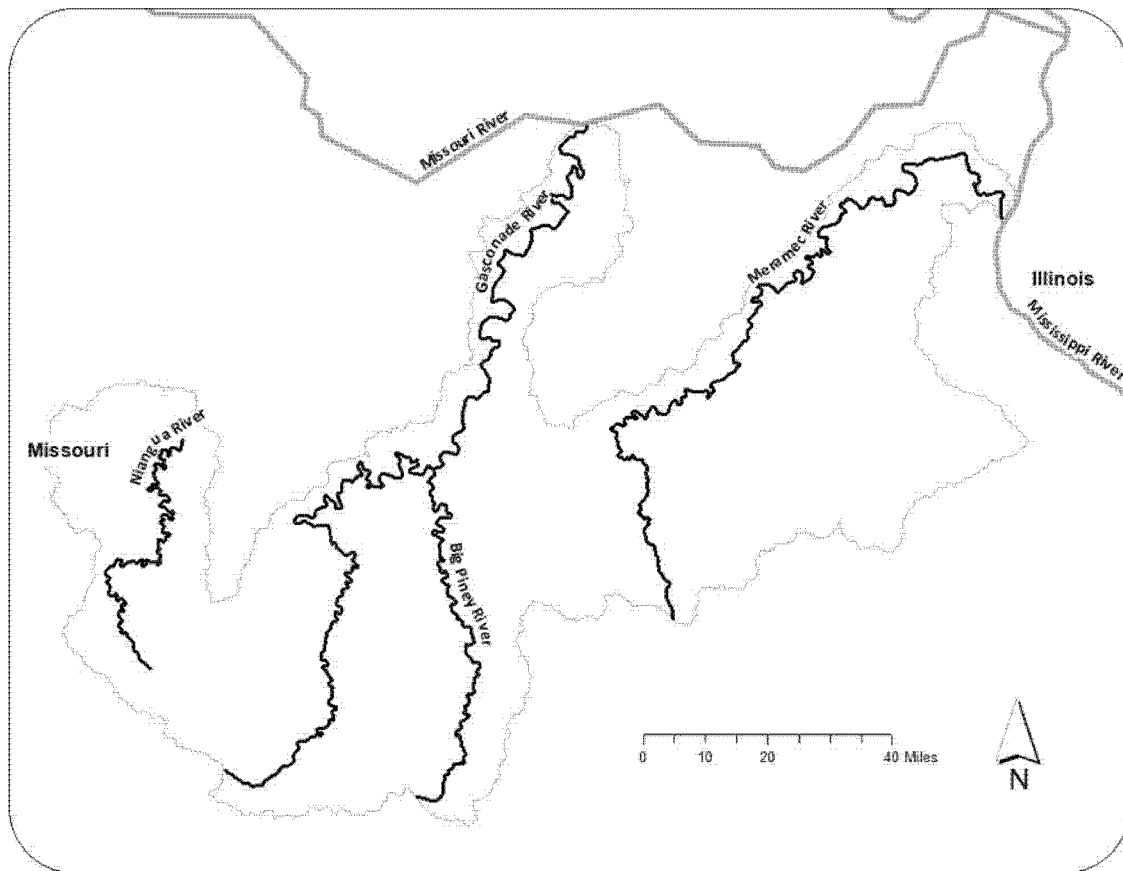 Missouri River
Gasconade River
Meramec River
Illinois
Mississippi River
Missouri
Niangua River
Big Piney River
0 10 20 40 Miles
N